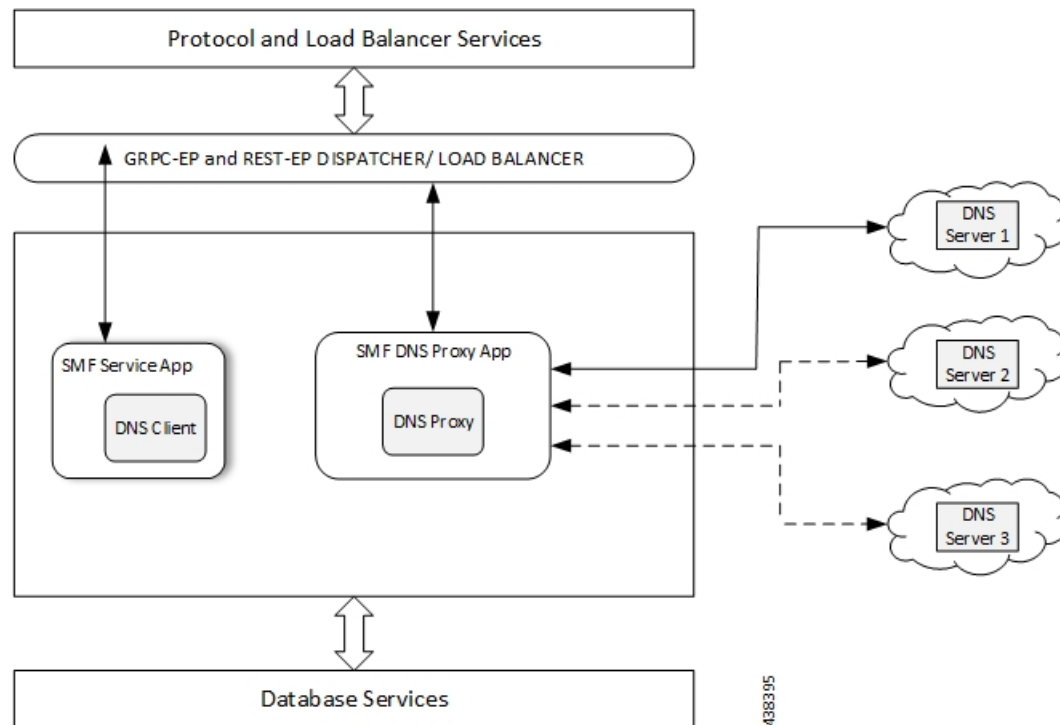 Protocol and Load Balancer Services
GRPC-EP and REST-EP DISPATCHER/ LOAD BALANCER
DNS
Server 1
SMF Service App
DNS Client
SMF DNS Proxy App
DNS Proxy
DNS
Server 2
DNS
Server 3
Database Services
438395